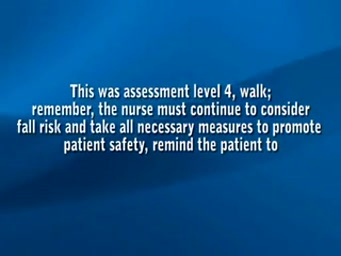 This was assessment level 4, walk;
remember, the nurse must continue to consider
fall risk and take all necessary measures to promote
patient safety, remind the patient to